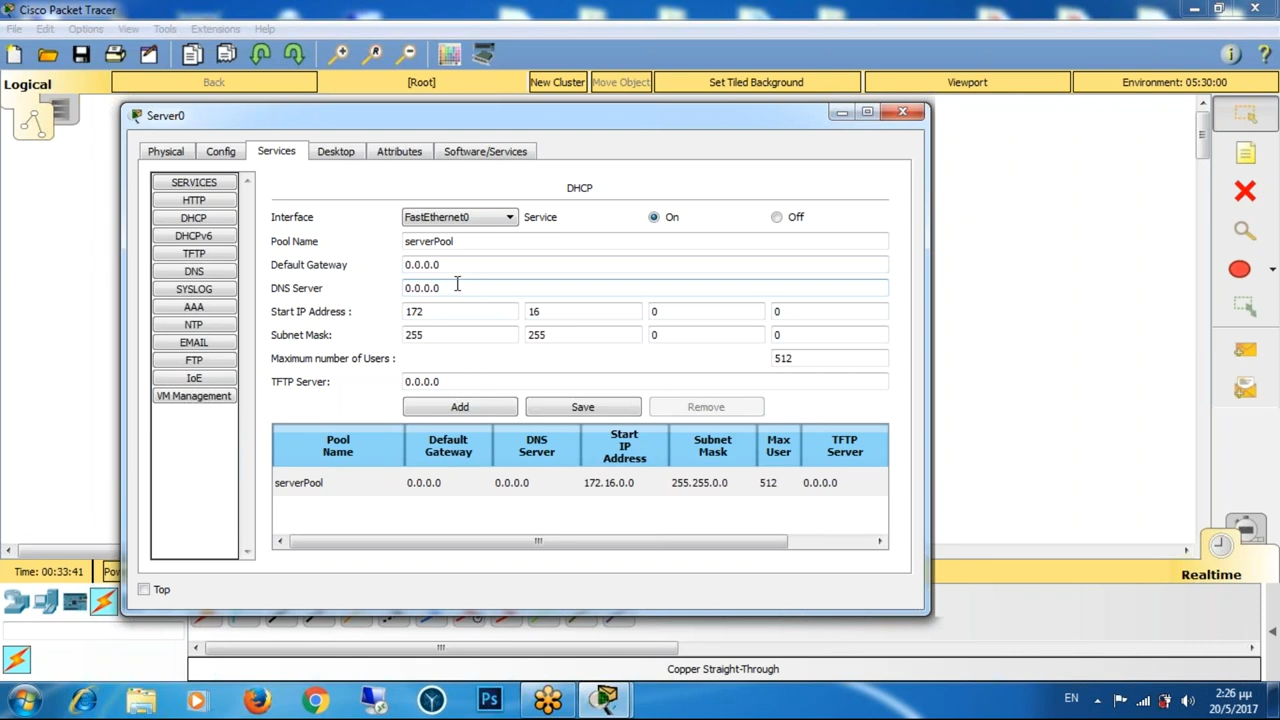 Cisco Packet Tracer
File Edit Options View Tools Extensions Help
Logical Back [Root] New Cluster Move Object Set Tiled Background Viewport Environment: 05:30:00
Server0
Physical Config Services Desktop Attributes Software/Services
SERVICES
HTTP
DHCP
DHCPv6
TFTP
DNS
SYSLOG
AAA
NTP
EMAIL
FTP
IoE
VM Management
DHCP
Interface FastEthernet0 Service On Off
Pool Name serverPool
Default Gateway 0.0.0.0
DNS Server 0.0.0.0
Start IP Address : 172 16 0 0
Subnet Mask: 255 255 0 0
Maximum number of Users : 512
TFTP Server: 0.0.0.0
Add Save Remove
Pool Name Default Gateway DNS Server Start IP Address Subnet Mask Max User TFTP Server
serverPool 0.0.0.0 0.0.0.0 172.16.0.0 255.255.0.0 512 0.0.0.0
Top
Time: 00:33:41 Pow
Realtime
Copper Straight-Through
Ps
EN
2:26 μμ
20/5/2017